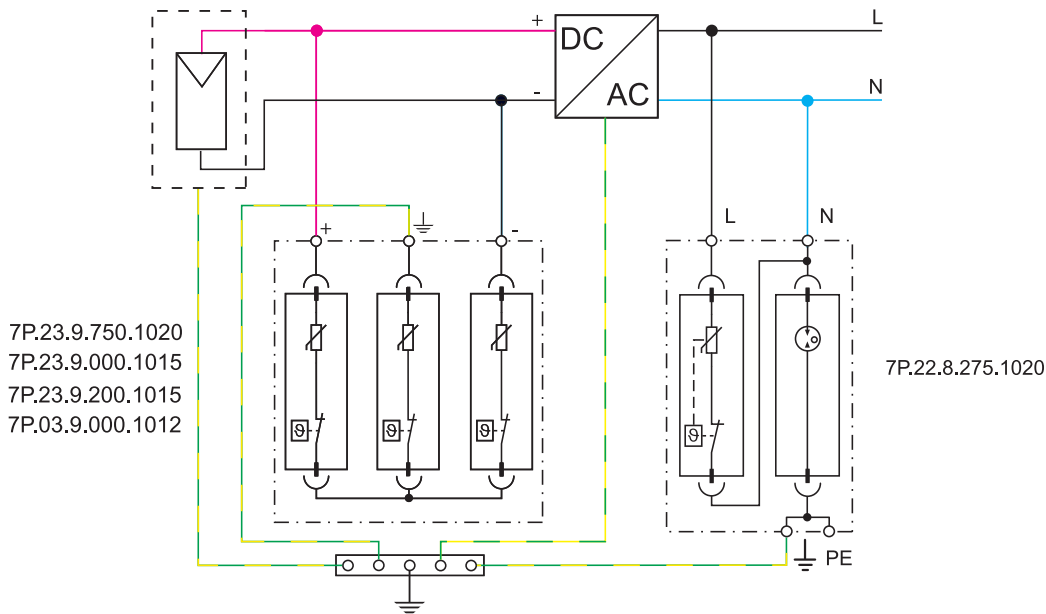 +
DC
AC
-
L
N
+
-
L
N
7P.23.9.750.1020
7P.23.9.000.1015
7P.23.9.200.1015
7P.03.9.000.1012
ϑ
ϑ
ϑ
ϑ
7P.22.8.275.1020
PE